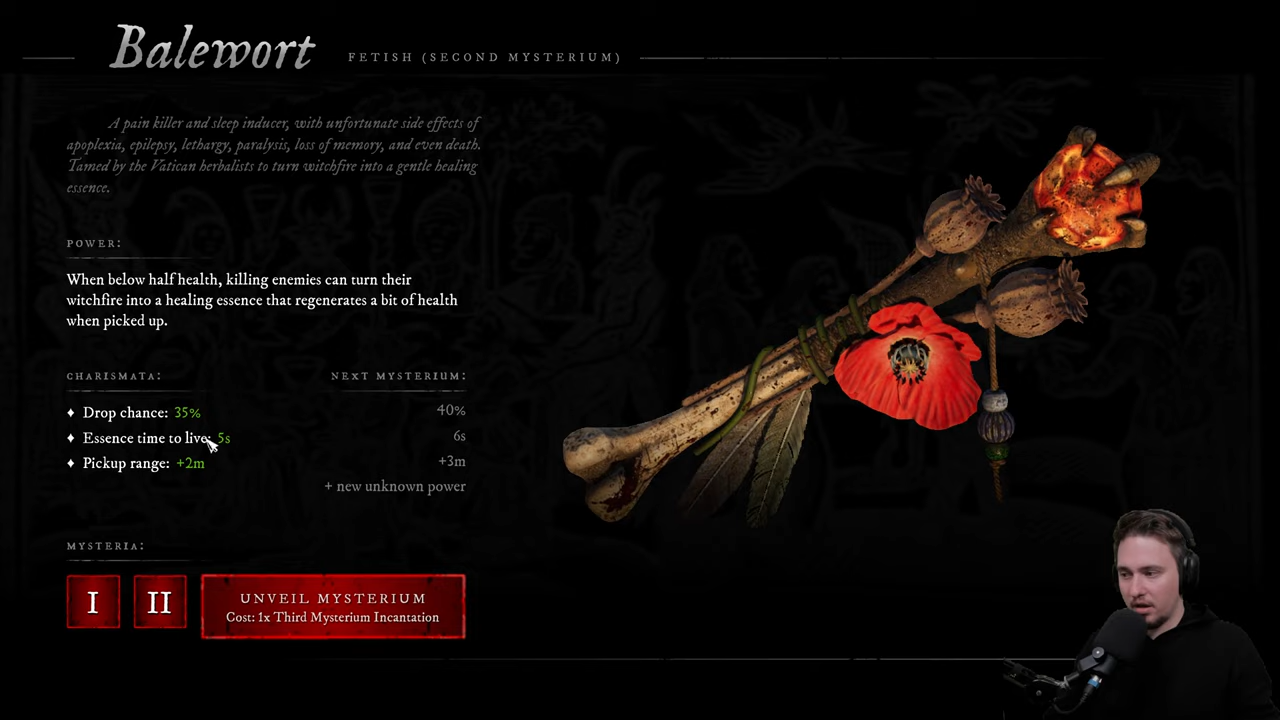 Balewort FETISH (SECOND MYSTERIUM)
A pain killer and sleep inducer, with unfortunate side effects of
apoplexia, epilepsy, lethargy, paralysis, loss of memory, and even death.
Tamed by the Vatican herbalists to turn witchfire into a gentle healing
essence.
POWER:
When below half health, killing enemies can turn their
witchfire into a healing essence that regenerates a bit of health
when picked up.
CHARISMATA: NEXT MYSTERIUM:
♦ Drop chance: 35% 40%
♦ Essence time to live: 5s 6s
♦ Pickup range: +2m +3m
+ new unknown power
MYSTERIA:
I II UNVEIL MYSTERIUM
Cost: 1x Third Mysterium Incantation